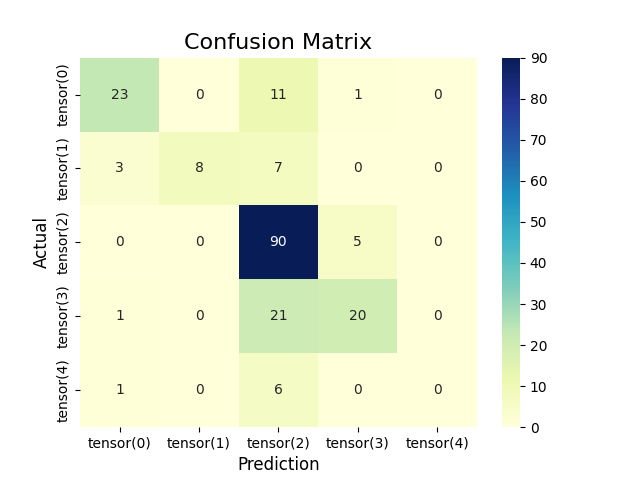 Confusion Matrix
Actual
tensor(0) 23 0 11 1 0
tensor(1) 3 8 7 0 0
tensor(2) 0 0 90 5 0
tensor(3) 1 0 21 20 0
tensor(4) 1 0 6 0 0
tensor(0) tensor(1) tensor(2) tensor(3) tensor(4)
Prediction
90
80
70
60
50
40
30
20
10
0